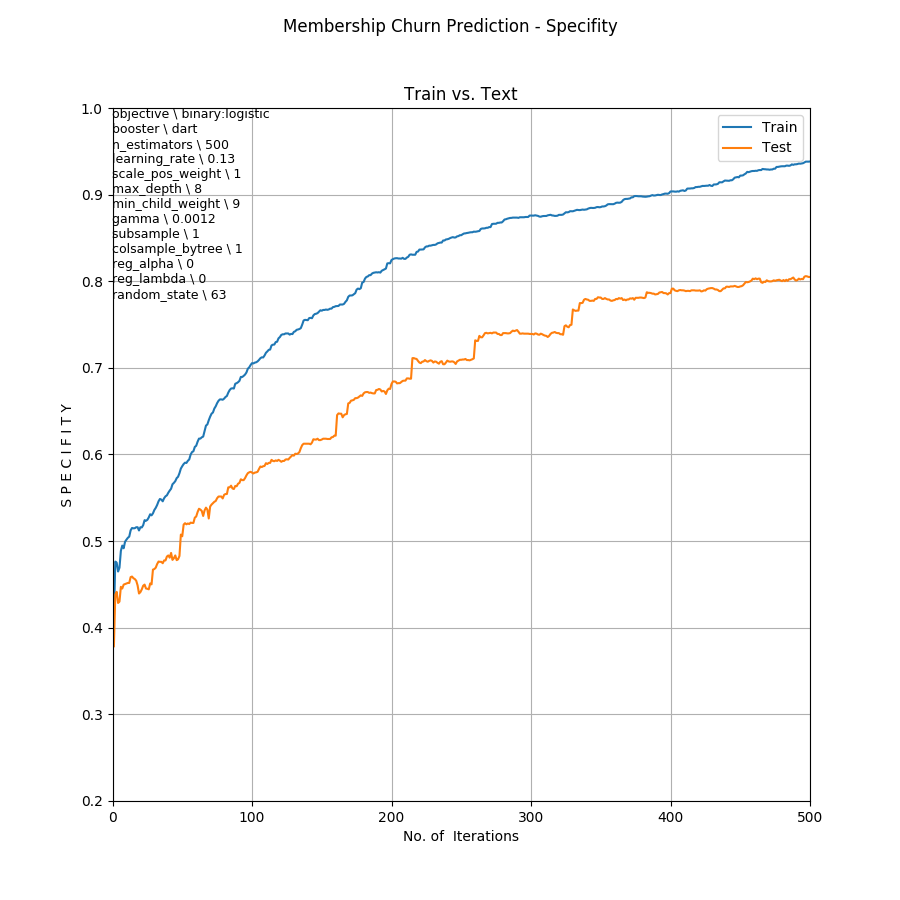 Membership Churn Prediction - Specifity
Train vs. Text
objective \ binary:logistic
booster \ dart
n_estimators \ 500
learning_rate \ 0.13
scale_pos_weight \ 1
max_depth \ 8
min_child_weight \ 9
gamma \ 0.0012
subsample \ 1
colsample_bytree \ 1
reg_alpha \ 0
reg_lambda \ 0
random_state \ 63
Train
Test
1.0
0.9
0.8
0.7
0.6
0.5
0.4
0.3
0.2
S P E C I F I T Y
0 100 200 300 400 500
No. of  Iterations